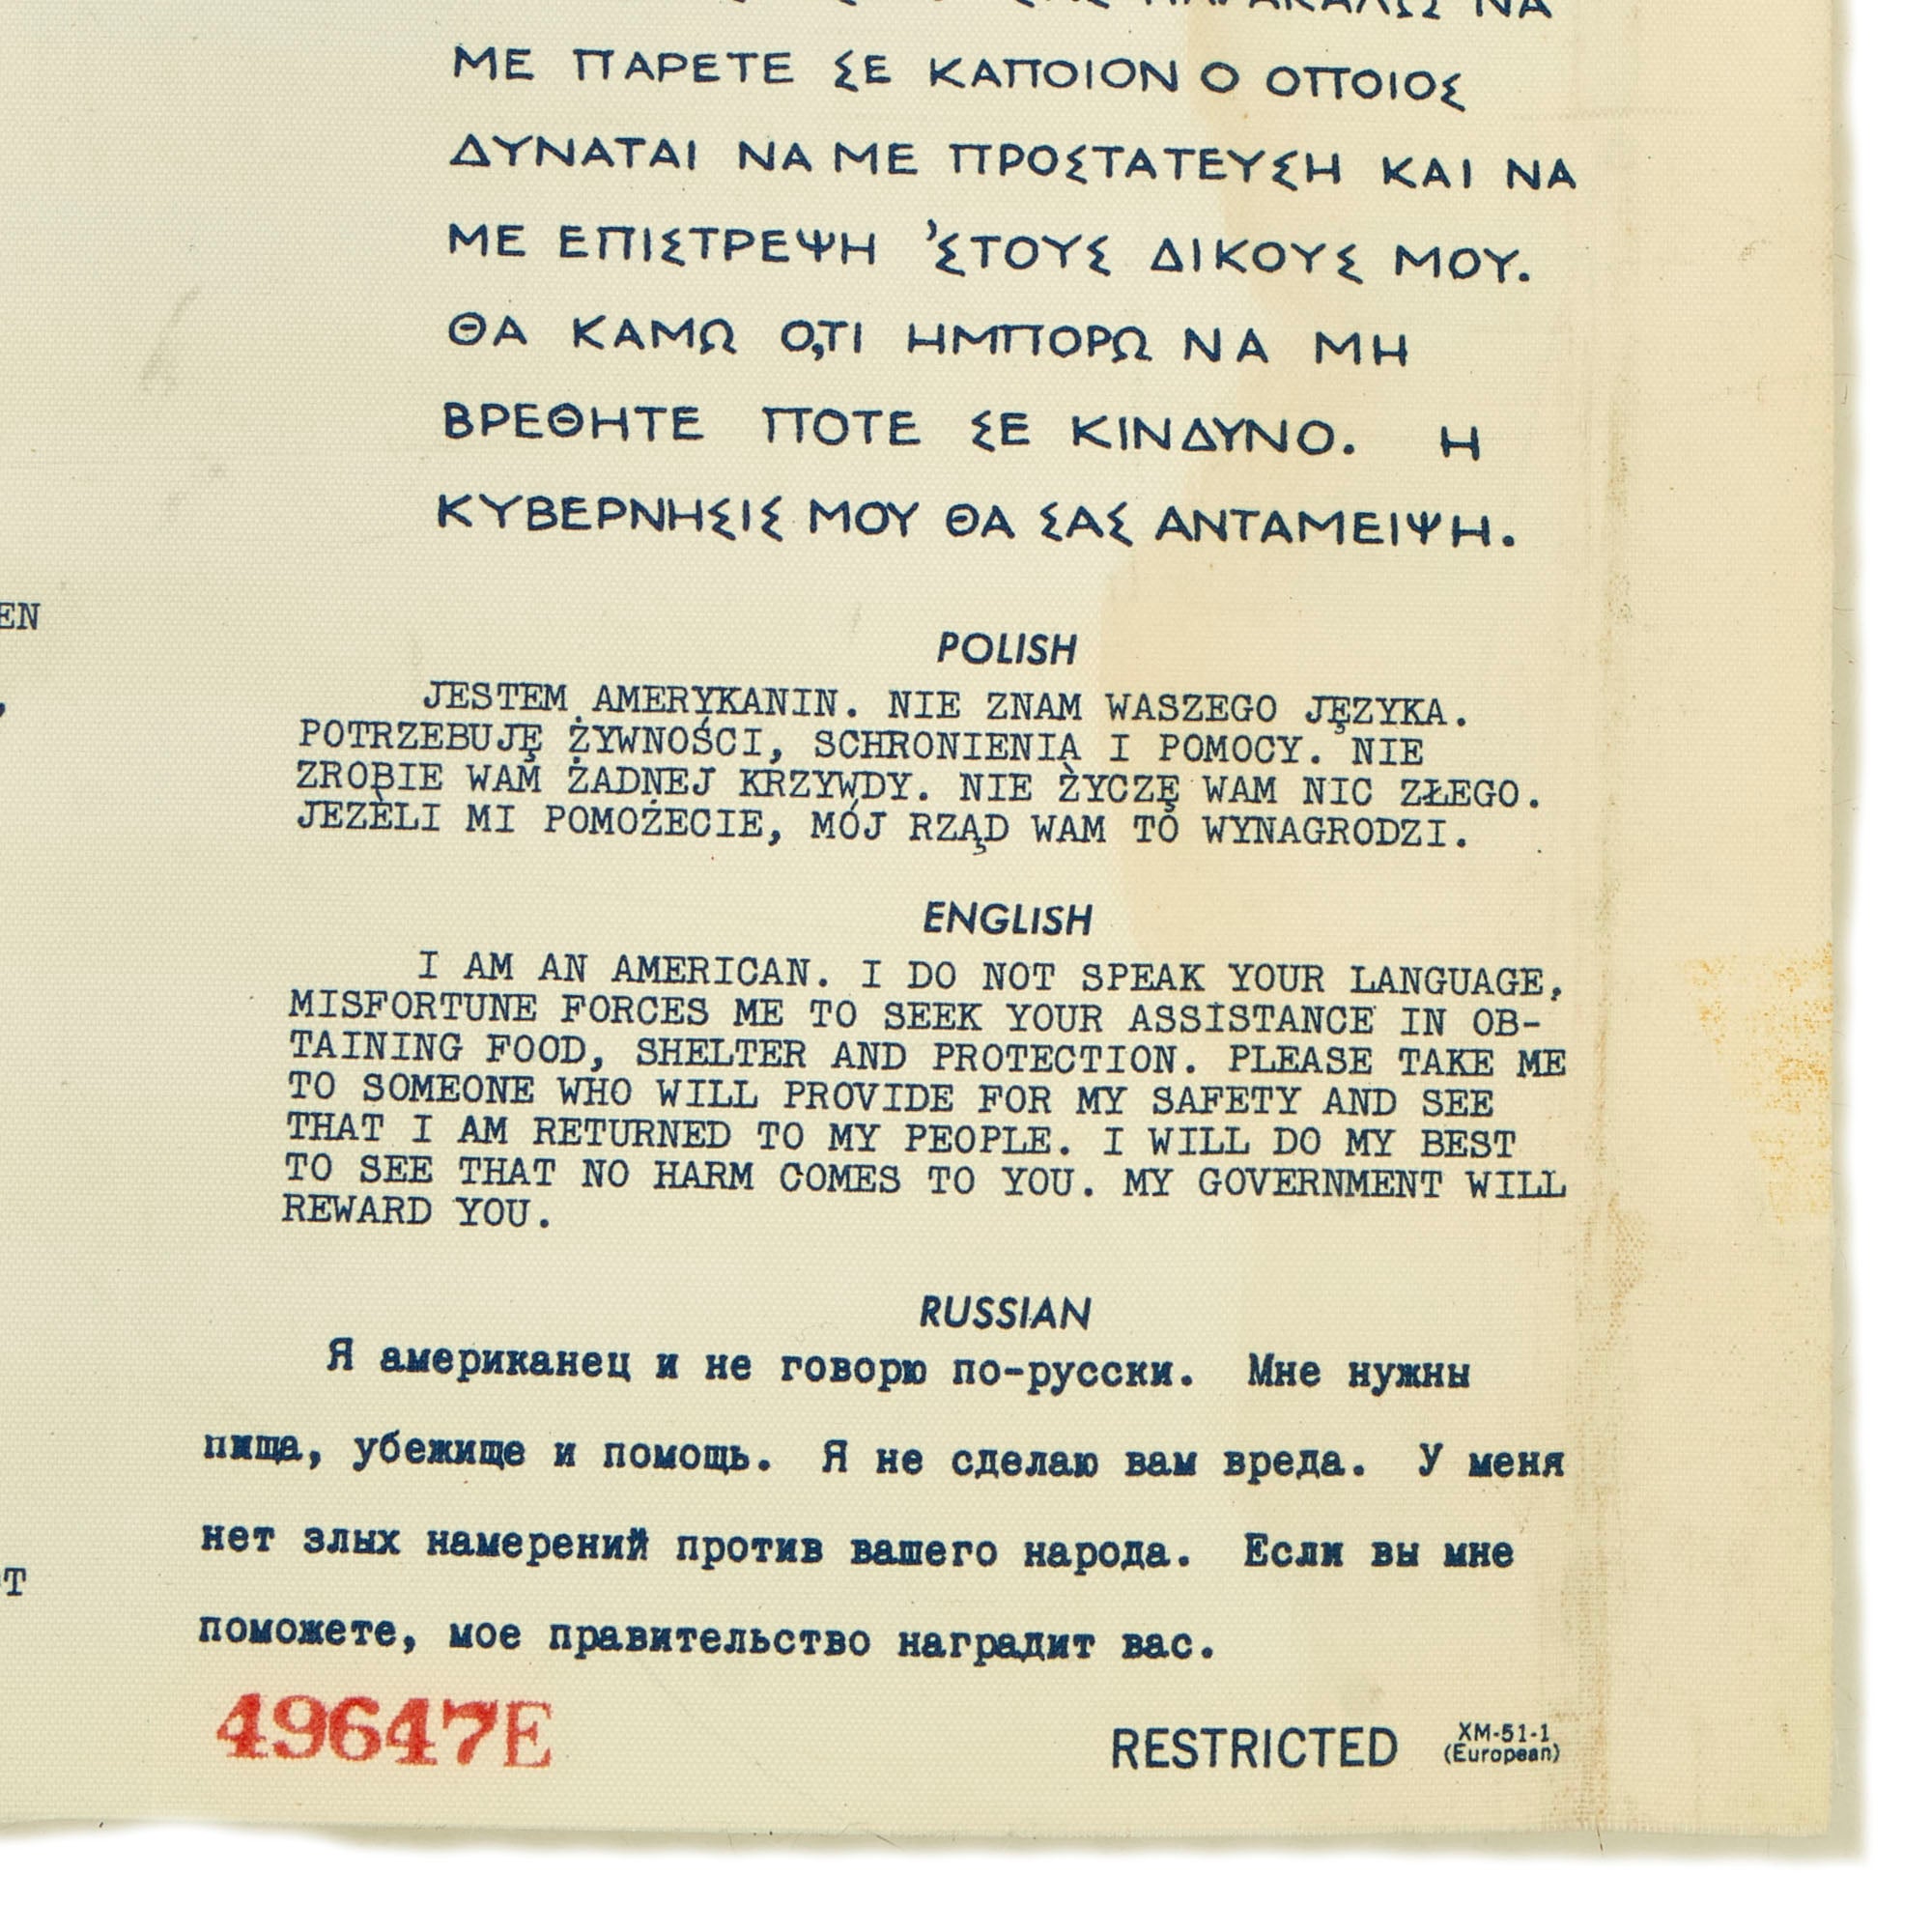 ΝΑ
ΜΕ ΠΑΡΕΤΕ ΣΕ ΚΑΠΟΙΟΝ Ο ΟΠΟΙΟΣ
ΔΥΝΑΤΑΙ ΝΑ ΜΕ ΠΡΟΣΤΑΤΕΥΣΗ ΚΑΙ ΝΑ
ΜΕ ΕΠΙΣΤΡΕΨΗ ’ΣΤΟΥΣ ΔΙΚΟΥΣ ΜΟΥ.
ΘΑ ΚΑΜΩ Ο,ΤΙ ΗΜΠΟΡΩ ΝΑ ΜΗ
ΒΡΕΘΗΤΕ ΠΟΤΕ ΣΕ ΚΙΝΔΥΝΟ. Η
ΚΥΒΕΡΝΗΣΙΣ ΜΟΥ ΘΑ ΣΑΣ ΑΝΤΑΜΕΙΨΗ.
EN
POLISH
JESTEM AMERYKANIN. NIE ZNAM WASZEGO JĘZYKA.
POTRZEBUJĘ ŻYWNOŚCI, SCHRONIENIA I POMOCY. NIE
ZROBIE WAM ŻADNEJ KRZYWDY. NIE ŻYCZĘ WAM NIC ZŁEGO.
JEZELI MI POMOŻECIE, MÓJ RZĄD WAM TO WYNAGRODZI.
ENGLISH
I AM AN AMERICAN. I DO NOT SPEAK YOUR LANGUAGE,
MISFORTUNE FORCES ME TO SEEK YOUR ASSISTANCE IN OB-
TAINING FOOD, SHELTER AND PROTECTION. PLEASE TAKE ME
TO SOMEONE WHO WILL PROVIDE FOR MY SAFETY AND SEE
THAT I AM RETURNED TO MY PEOPLE. I WILL DO MY BEST
TO SEE THAT NO HARM COMES TO YOU. MY GOVERNMENT WILL
REWARD YOU.
RUSSIAN
Я американец и не говорю по-русски. Мне нужны
пища, убежище и помощь. Я не сделаю вам вреда. У меня
нет злых намерений против вашего народа. Если вы мне
T
поможете, мое правительство наградит вас.
49647E
RESTRICTED XM-51-1
(European)